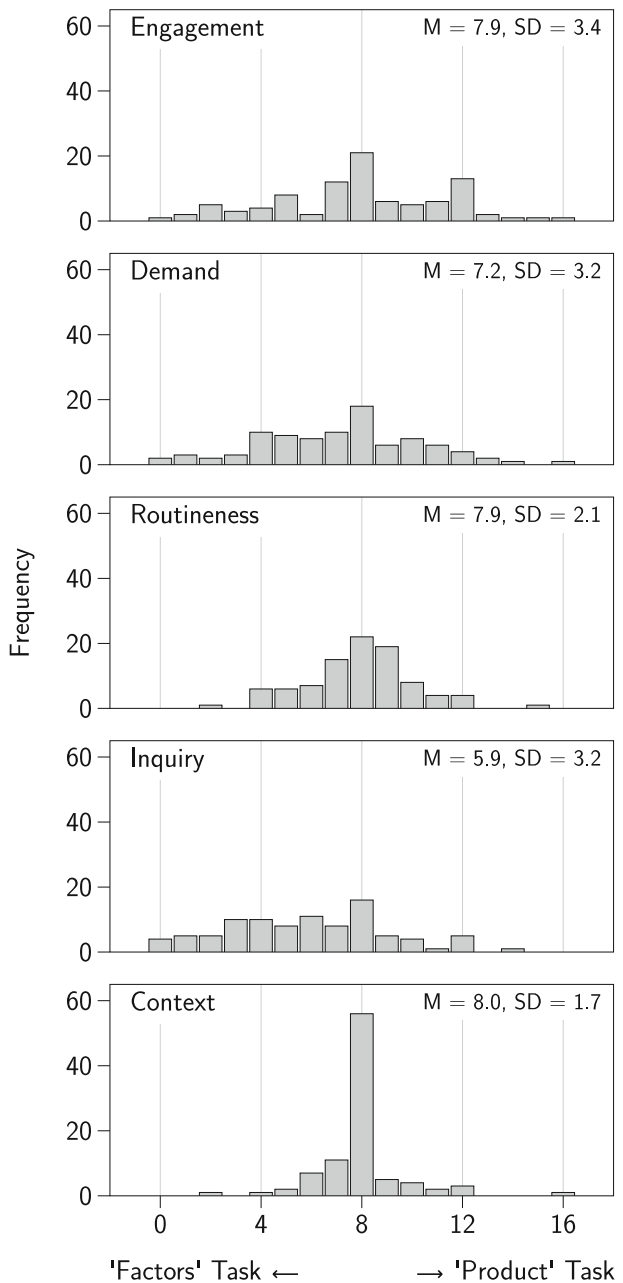 Engagement M = 7.9, SD = 3.4
60
40
20
0
Demand M = 7.2, SD = 3.2
60
40
20
0
Routineness M = 7.9, SD = 2.1
60
40
20
0
Frequency
Inquiry M = 5.9, SD = 3.2
60
40
20
0
Context M = 8.0, SD = 1.7
60
40
20
0
0 4 8 12 16
'Factors' Task ← → 'Product' Task